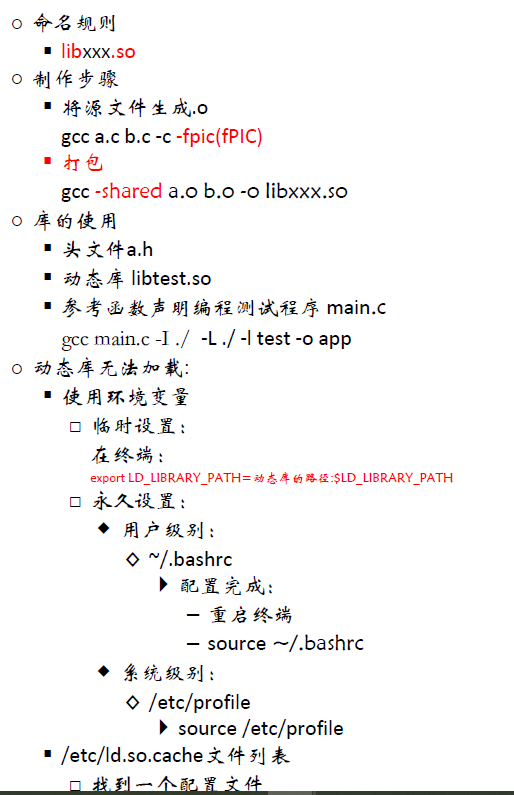 命名规则
libxxx.so
制作步骤
将源文件生成.o
gcc a.c b.c -c -fpic(fPIC)
打包
gcc -shared a.o b.o -o libxxx.so
库的使用
头文件a.h
动态库 libtest.so
参考函数声明编程测试程序 main.c
gcc main.c -I ./ -L ./ -l test -o app
动态库无法加载:
使用环境变量
临时设置：
在终端：
export LD_LIBRARY_PATH=动态库的路径:$LD_LIBRARY_PATH
永久设置：
用户级别：
~/.bashrc
配置完成：
— 重启终端
— source ~/.bashrc
系统级别：
/etc/profile
source /etc/profile
/etc/ld.so.cache文件列表
找到一个配置文件